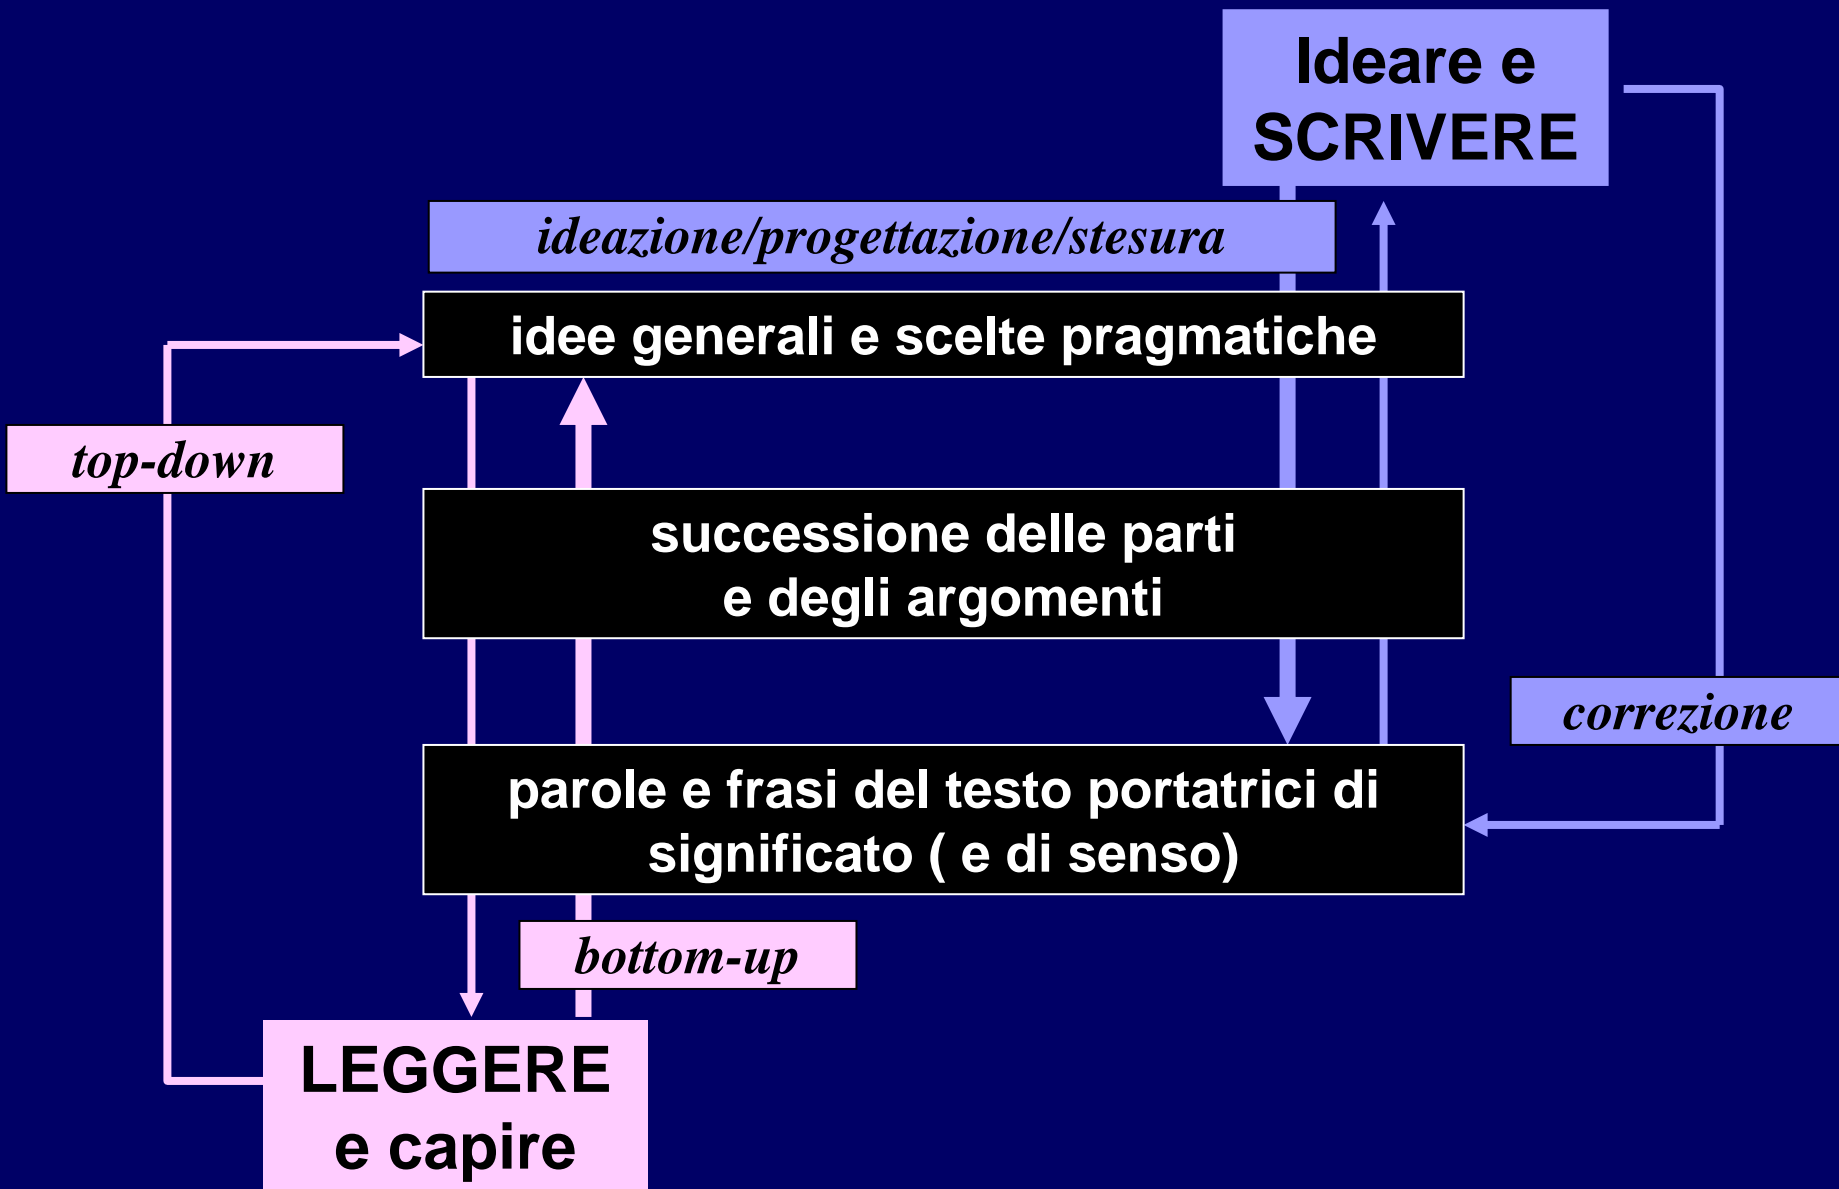 Ideare e
SCRIVERE
ideazione/progettazione/stesura
idee generali e scelte pragmatiche
top-down
successione delle parti
e degli argomenti
correzione
parole e frasi del testo portatrici di
significato ( e di senso)
bottom-up
LEGGERE
e capire